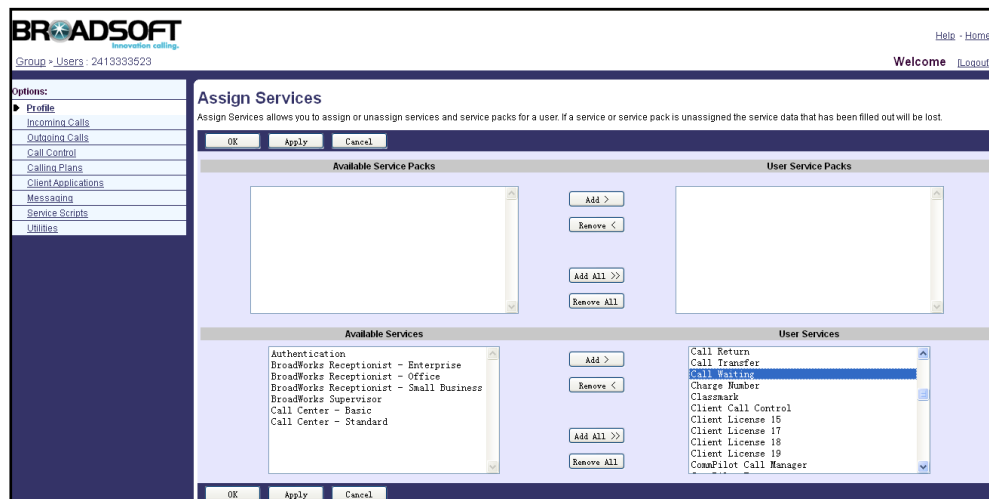 BROADSOFT
Innovation calling.
Help - Home
Group > Users : 2413333523
Welcome [Logout
Options:
Profile
Incoming Calls
Outgoing Calls
Call Control
Calling Plans
Client Applications
Messaging
Service Scripts
Utilities
Assign Services
Assign Services allows you to assign or unassign services and service packs for a user. If a service or service pack is unassigned the service data that has been filled out will be lost.
OK Apply Cancel
Available Service Packs User Service Packs
Add >
Remove <
Add All >>
Remove All
Available Services User Services
Authentication
BroadWorks Receptionist - Enterprise
BroadWorks Receptionist - Office
BroadWorks Receptionist - Small Business
BroadWorks Supervisor
Call Center - Basic
Call Center - Standard
Add >
Remove <
Add All >>
Remove All
Call Return
Call Transfer
Call Waiting
Charge Number
Classmark
Client Call Control
Client License 15
Client License 17
Client License 18
Client License 19
CommPilot Call Manager
OK Apply Cancel